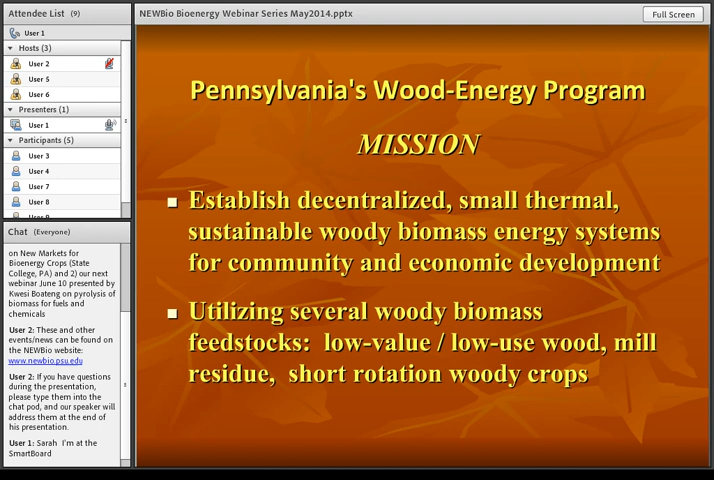 Attendee List (9)
User 1
Hosts (3)
User 2
User 5
User 6
Presenters (1)
User 1
Participants (5)
User 3
User 4
User 7
User 8
Chat (Everyone)
on New Markets for
Bioenergy Crops (State
College, PA) and 2) our next
webinar June 10 presented by
Kwesi Boateng on pyrolysis of
biomass for fuels and
chemicals
User 2: These and other
events/news can be found on
the NEWBio website:
www.newbio.psu.edu
User 2: If you have questions
during the presentation,
please type them into the
chat pod, and our speaker will
address them at the end of
his presentation.
User 1: Sarah I'm at the
SmartBoard
NEWBio Bioenergy Webinar Series May2014.pptx
Full Screen
Pennsylvania's Wood-Energy Program
MISSION
Establish decentralized, small thermal,
sustainable woody biomass energy systems
for community and economic development
Utilizing several woody biomass
feedstocks: low-value / low-use wood, mill
residue, short rotation woody crops